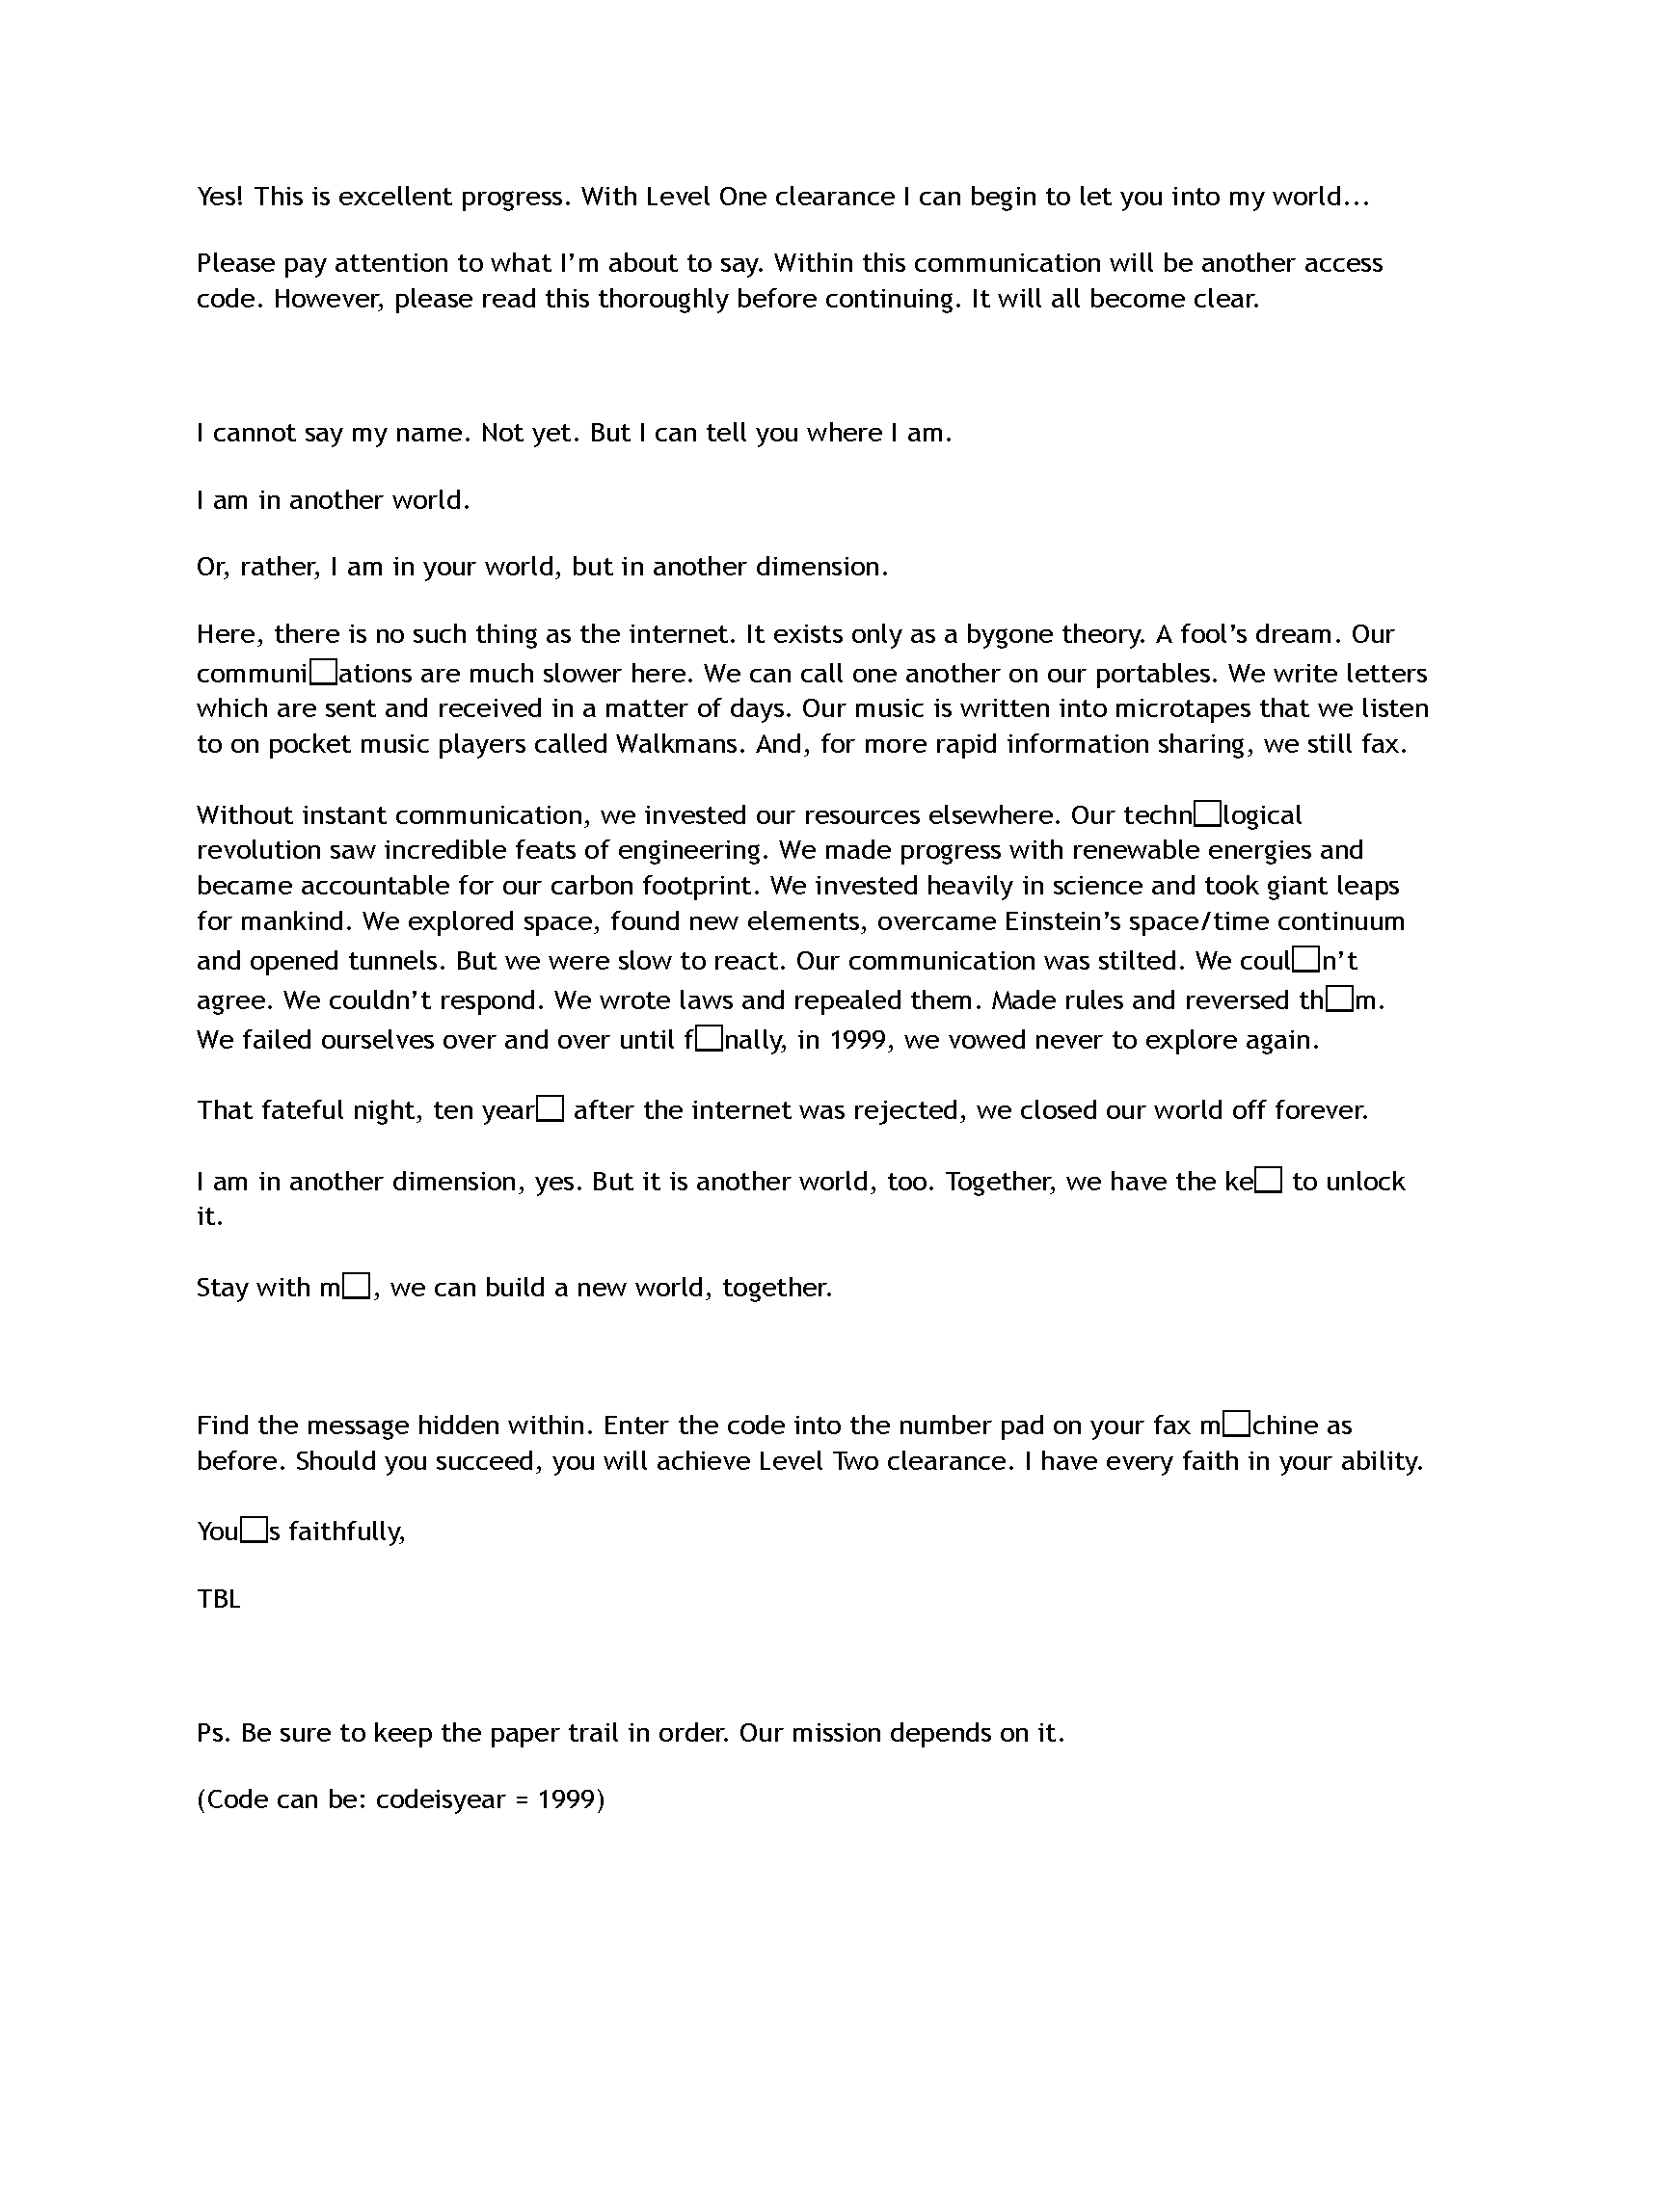 Yes! This is excellent progress. With Level One clearance I can begin to let you into my world...
Please pay attention to what I’m about to say. Within this communication will be another access
code. However, please read this thoroughly before continuing. It will all become clear.
I cannot say my name. Not yet. But I can tell you where I am.
I am in another world.
Or, rather, I am in your world, but in another dimension.
Here, there is no such thing as the internet. It exists only as a bygone theory. A fool’s dream. Our
communi□ations are much slower here. We can call one another on our portables. We write letters
which are sent and received in a matter of days. Our music is written into microtapes that we listen
to on pocket music players called Walkmans. And, for more rapid information sharing, we still fax.
Without instant communication, we invested our resources elsewhere. Our techn□logical
revolution saw incredible feats of engineering. We made progress with renewable energies and
became accountable for our carbon footprint. We invested heavily in science and took giant leaps
for mankind. We explored space, found new elements, overcame Einstein’s space/time continuum
and opened tunnels. But we were slow to react. Our communication was stilted. We coul□n’t
agree. We couldn’t respond. We wrote laws and repealed them. Made rules and reversed th□m.
We failed ourselves over and over until f□nally, in 1999, we vowed never to explore again.
That fateful night, ten year□ after the internet was rejected, we closed our world off forever.
I am in another dimension, yes. But it is another world, too. Together, we have the ke□ to unlock
it.
Stay with m□, we can build a new world, together.
Find the message hidden within. Enter the code into the number pad on your fax m□chine as
before. Should you succeed, you will achieve Level Two clearance. I have every faith in your ability.
You□s faithfully,
TBL
Ps. Be sure to keep the paper trail in order. Our mission depends on it.
(Code can be: codeisyear = 1999)